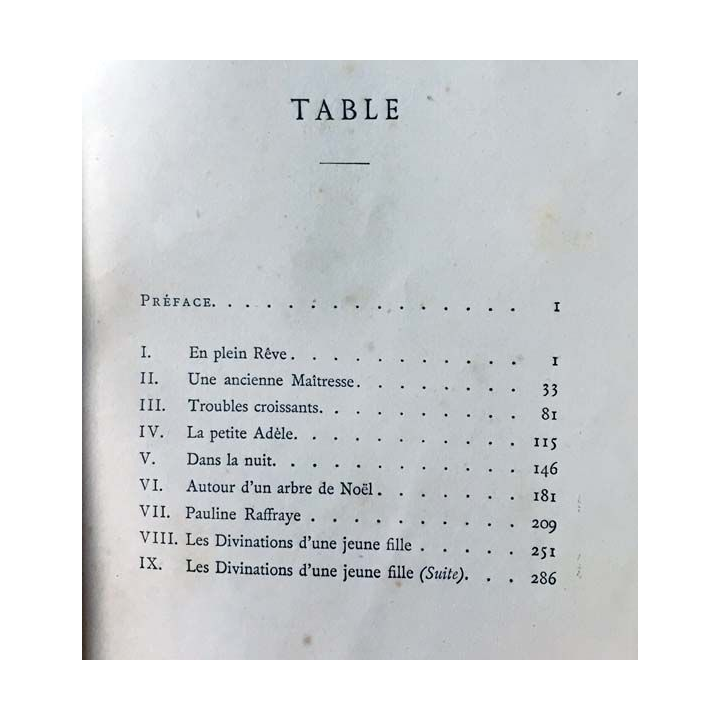 TABLE
PRÉFACE. . . . . . . . . . . . . . I
I. En plein Rêve. . . . . . . . . . . 1
II. Une ancienne Maîtresse. . . . . . . . 33
III. Troubles croissants. . . . . . . . . 81
IV. La petite Adèle. . . . . . . . . . . 115
V. Dans la nuit. . . . . . . . . . . . 146
VI. Autour d'un arbre de Noël. . . . . . . 181
VII. Pauline Raffraye . . . . . . . . . . 209
VIII. Les Divinations d'une jeune fille . . . . . 251
IX. Les Divinations d'une jeune fille (Suite). . . 286